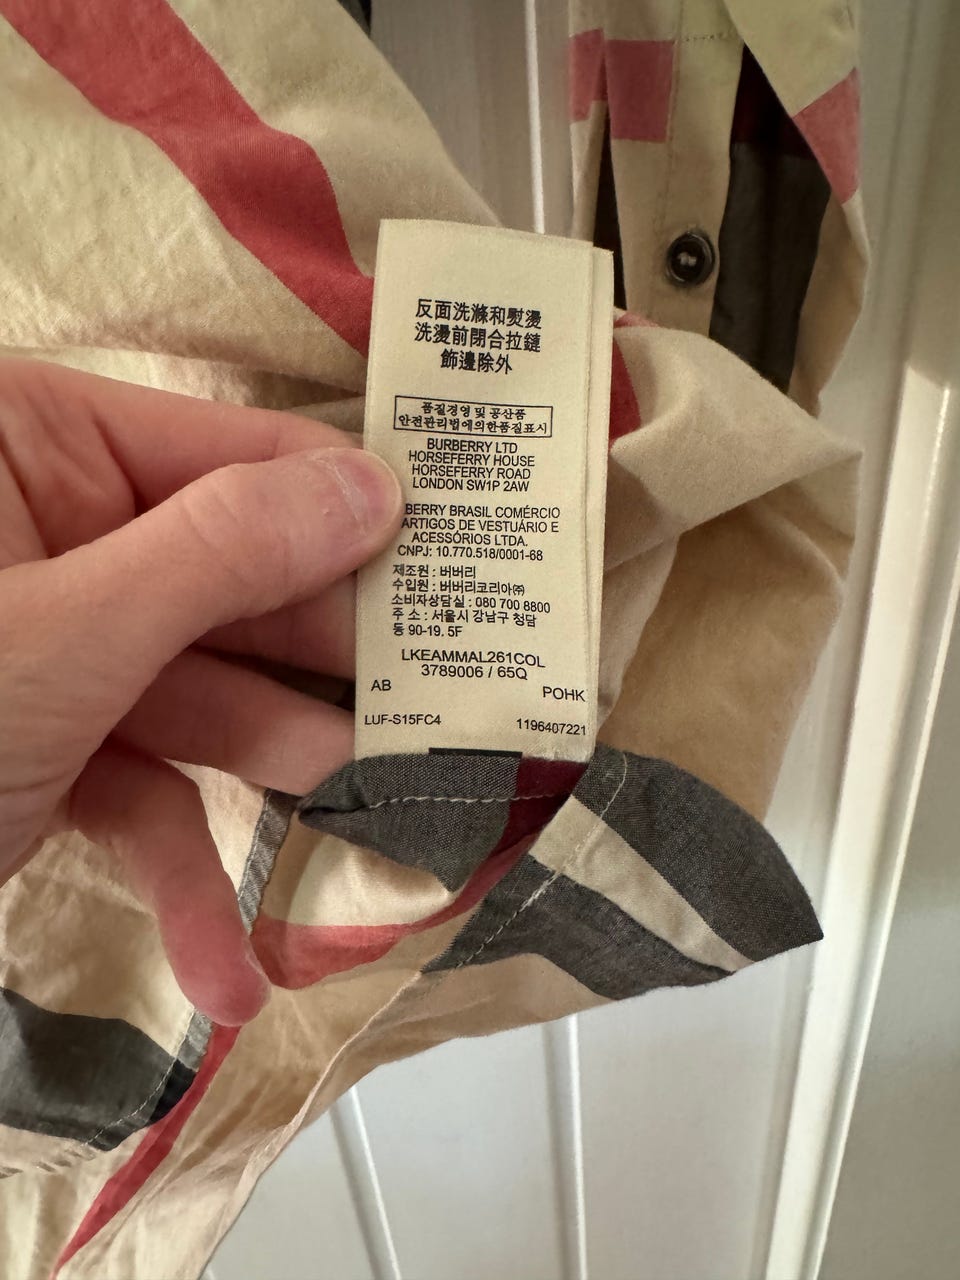 反面洗滌和熨燙
洗燙前閉合拉鏈
飾邊除外
품질경영 및 공산품
안전관리법에의한품질표시
BURBERRY LTD
HORSEFERRY HOUSE
HORSEFERRY ROAD
LONDON SW1P 2AW
BERRY BRASIL COMÉRCIO
ARTIGOS DE VESTUÁRIO E
ACESSÓRIOS LTDA.
CNPJ: 10.770.518/0001-68
제조원 : 버버리
수입원 : 버버리코리아㈜
소비자상담실 : 080 700 8800
주 소 : 서울시 강남구 청담
동 90-19. 5F
LKEAMMAL261COL
3789006 / 65Q
AB POHK
LUF-S15FC4 1196407221